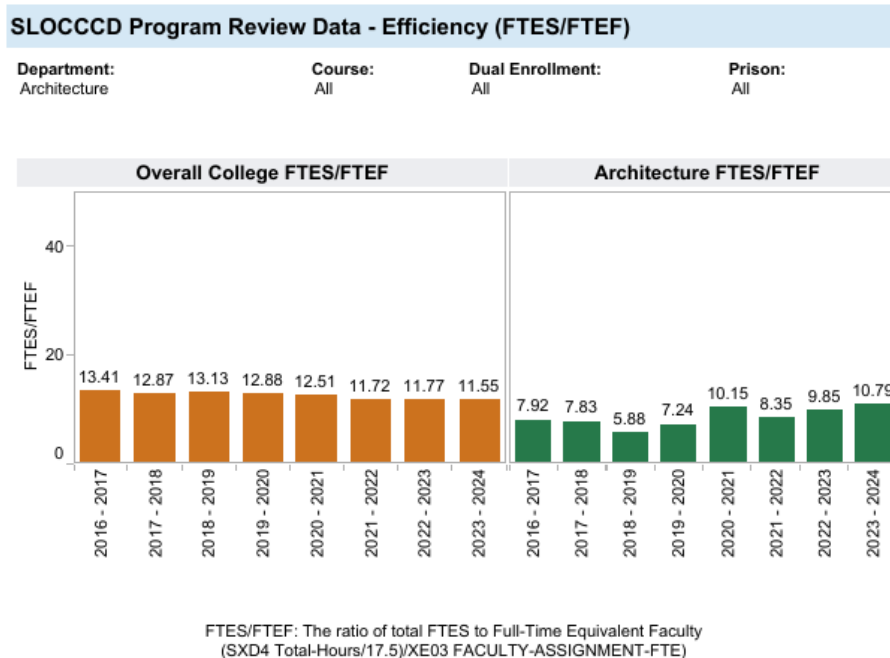 SLOCCCD Program Review Data - Efficiency (FTES/FTEF)
Department: Course: Dual Enrollment: Prison:
Architecture All All All
Overall College FTES/FTEF Architecture FTES/FTEF
FTES/FTEF
40
20
0
13.41 12.87 13.13 12.88 12.51 11.72 11.77 11.55
7.92 7.83 5.88 7.24 10.15 8.35 9.85 10.79
2016 - 2017 2017 - 2018 2018 - 2019 2019 - 2020 2020 - 2021 2021 - 2022 2022 - 2023 2023 - 2024
2016 - 2017 2017 - 2018 2018 - 2019 2019 - 2020 2020 - 2021 2021 - 2022 2022 - 2023 2023 - 2024
FTES/FTEF: The ratio of total FTES to Full-Time Equivalent Faculty
(SXD4 Total-Hours/17.5)/XE03 FACULTY-ASSIGNMENT-FTE)